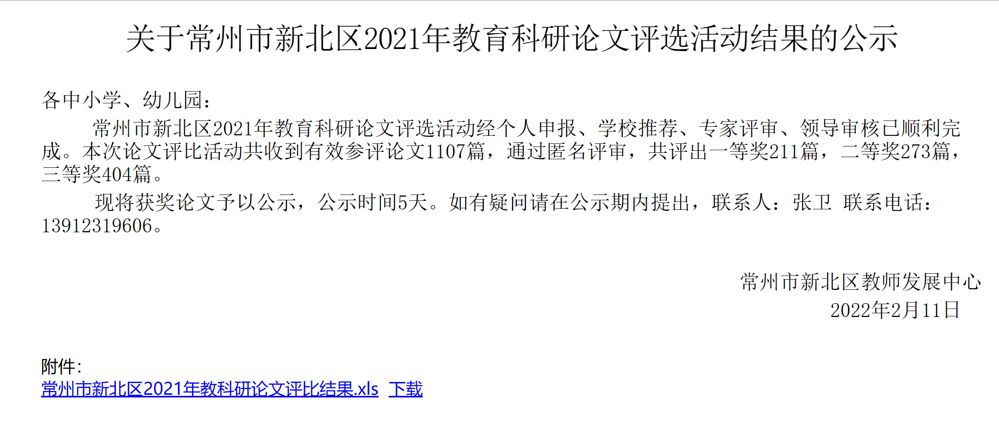 关于常州市新北区2021年教育科研论文评选活动结果的公示
各中小学、幼儿园：
常州市新北区2021年教育科研论文评选活动经个人申报、学校推荐、专家评审、领导审核已顺利完
成。本次论文评比活动共收到有效参评论文1107篇，通过匿名评审，共评出一等奖211篇，二等奖273篇，
三等奖404篇。
现将获奖论文予以公示，公示时间5天。如有疑问请在公示期内提出，联系人：张卫 联系电话：
13912319606。
常州市新北区教师发展中心
2022年2月11日
附件：
常州市新北区2021年教科研论文评比结果.xls 下载